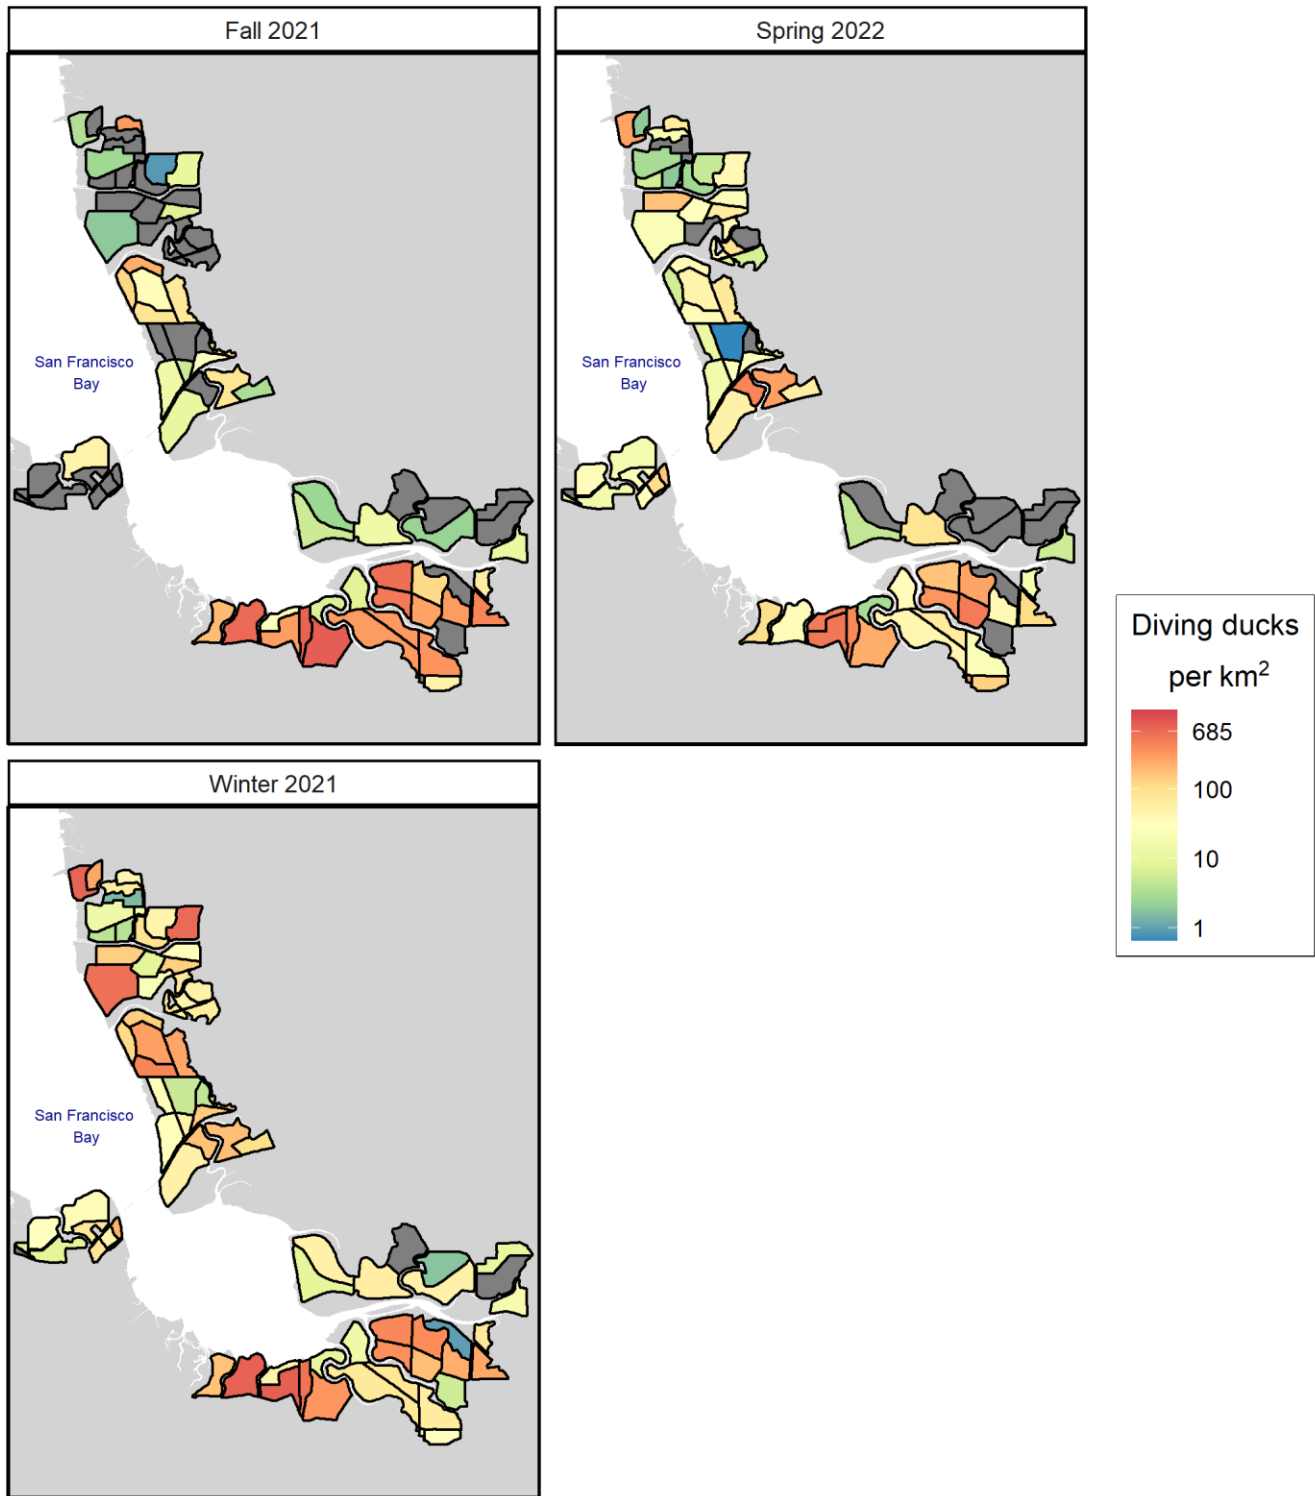 Fall 2021
Spring 2022
San Francisco
Bay
San Francisco
Bay
Diving ducks
per km²
685
100
10
1
Winter 2021
San Francisco
Bay